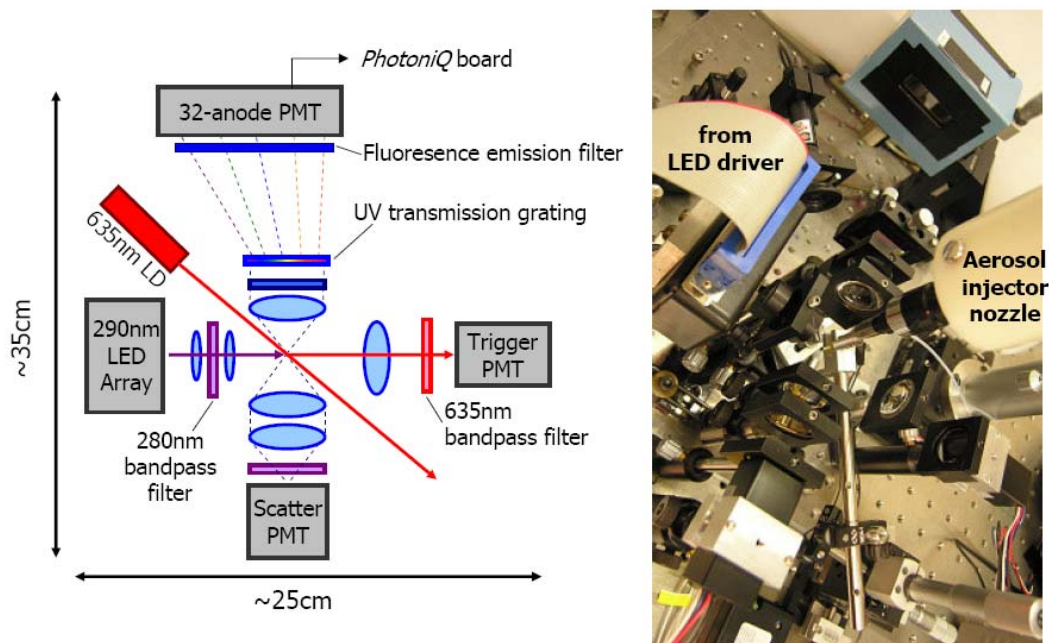 PhotoniQ board
32-anode PMT
Fluoresence emission filter
UV transmission grating
635nm LD
290nm
LED
Array
Trigger
PMT
280nm
bandpass
filter
635nm
bandpass filter
Scatter
PMT
~35cm
~25cm
from
LED driver
Aerosol
injector
nozzle